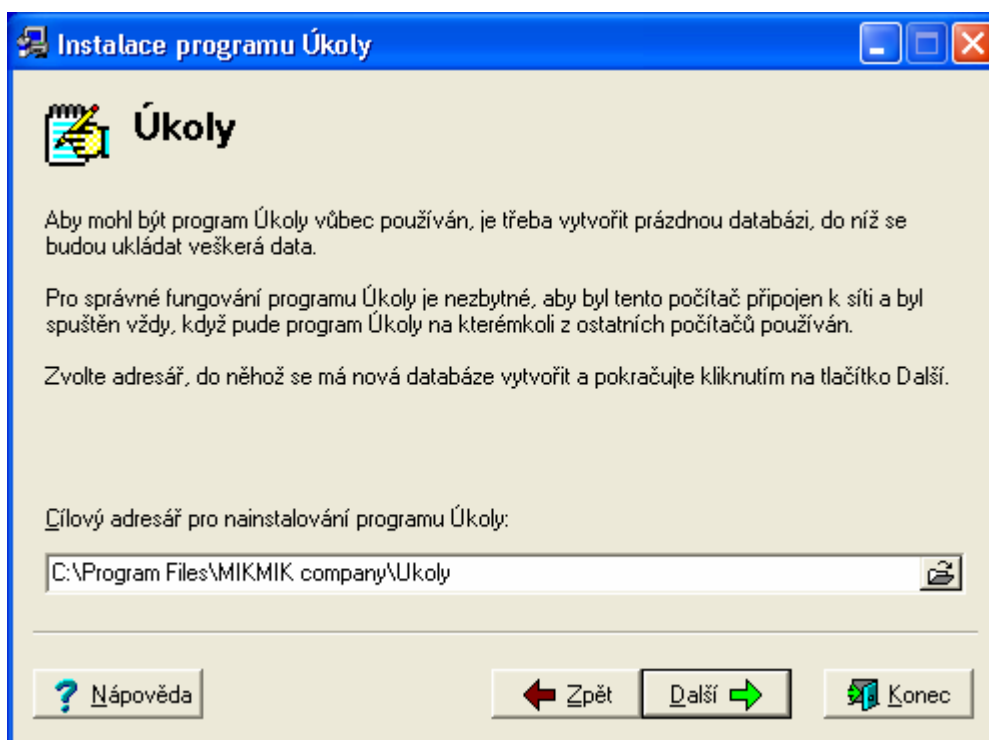 Instalace programu Úkoly
Úkoly
Aby mohl být program Úkoly vůbec používán, je třeba vytvořit prázdnou databázi, do níž se
budou ukládat veškerá data.
Pro správné fungování programu Úkoly je nezbytné, aby byl tento počítač připojen k síti a byl
spuštěn vždy, když pude program Úkoly na kterémkoli z ostatních počítačů používán.
Zvolte adresář, do něhož se má nová databáze vytvořit a pokračujte kliknutím na tlačítko Další.
Cílový adresář pro nainstalování programu Úkoly:
C:\Program Files\MIKMIK company\Ukoly
Nápověda Zpět Další Konec